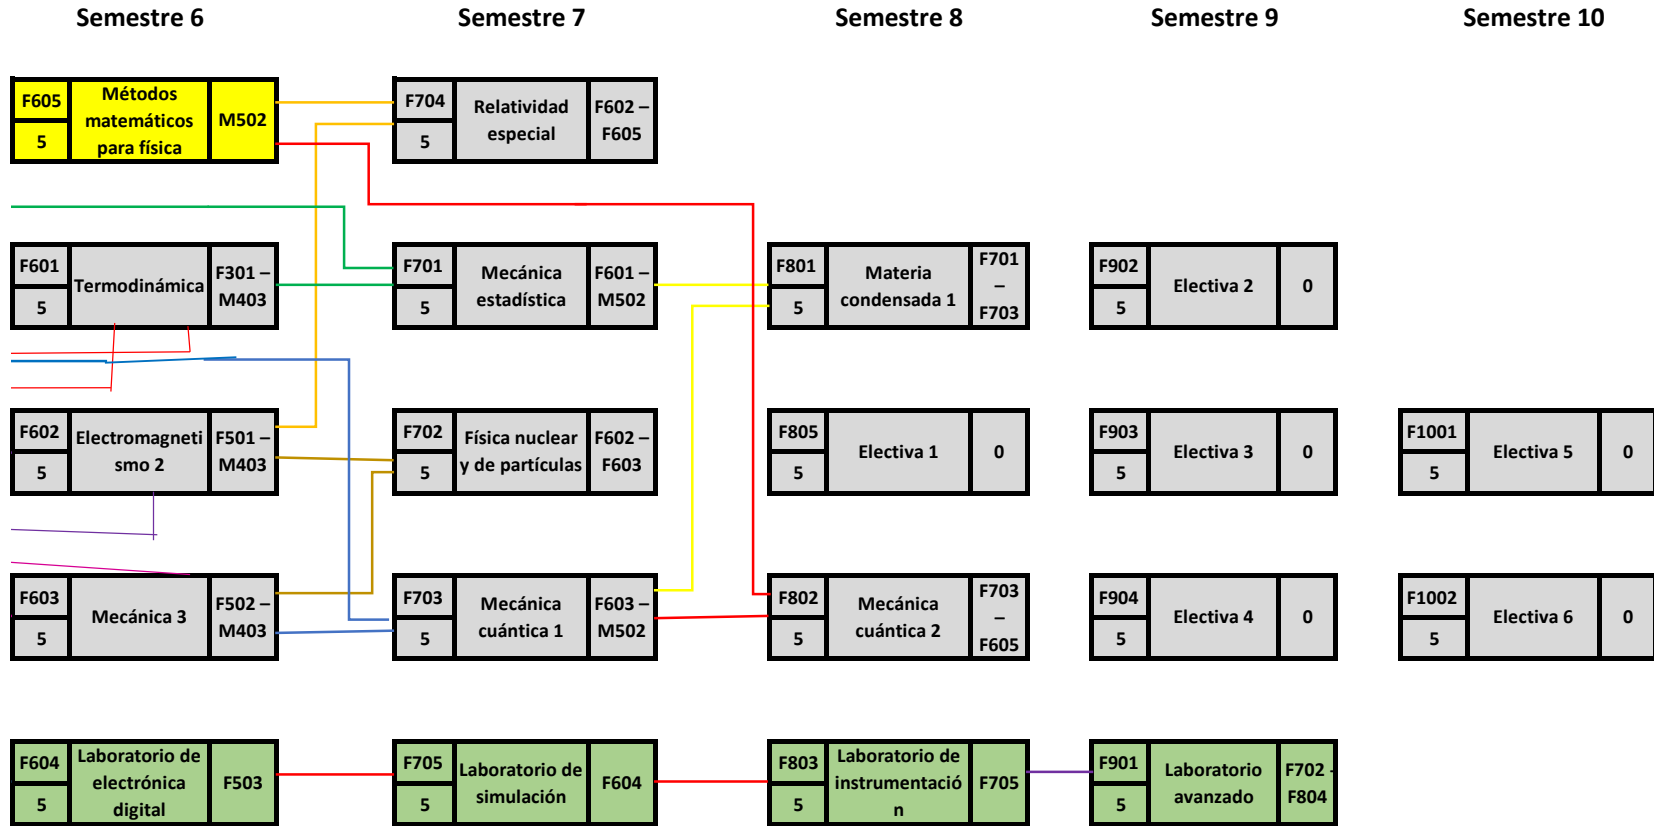 Semestre 6
Semestre 7
Semestre 8
Semestre 9
Semestre 10
F605
5
Métodos
matemáticos
para física
M502
F704
5
Relatividad
especial
F602 –
F605
F601
5
Termodinámica
F301 –
M403
F701
5
Mecánica
estadística
F601 –
M502
F801
5
Materia
condensada 1
F701
–
F703
F902
5
Electiva 2
0
F602
5
Electromagneti
smo 2
F501 –
M403
F702
5
Física nuclear
y de partículas
F602 –
F603
F805
5
Electiva 1
0
F903
5
Electiva 3
0
F1001
5
Electiva 5
0
F603
5
Mecánica 3
F502 –
M403
F703
5
Mecánica
cuántica 1
F603 –
M502
F802
5
Mecánica
cuántica 2
F703
–
F605
F904
5
Electiva 4
0
F1002
5
Electiva 6
0
F604
5
Laboratorio de
electrónica
digital
F503
F705
5
Laboratorio de
simulación
F604
F803
5
Laboratorio de
instrumentació
n
F705
F901
5
Laboratorio
avanzado
F702 -
F804